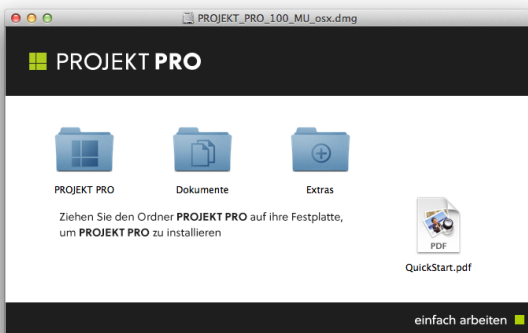 PROJEKT_PRO_100_MU_osx.dmg
PROJEKT PRO
PROJEKT PRO
Dokumente
Extras
Ziehen Sie den Ordner PROJEKT PRO auf ihre Festplatte,
um PROJEKT PRO zu installieren
PDF
QuickStart.pdf
einfach arbeiten